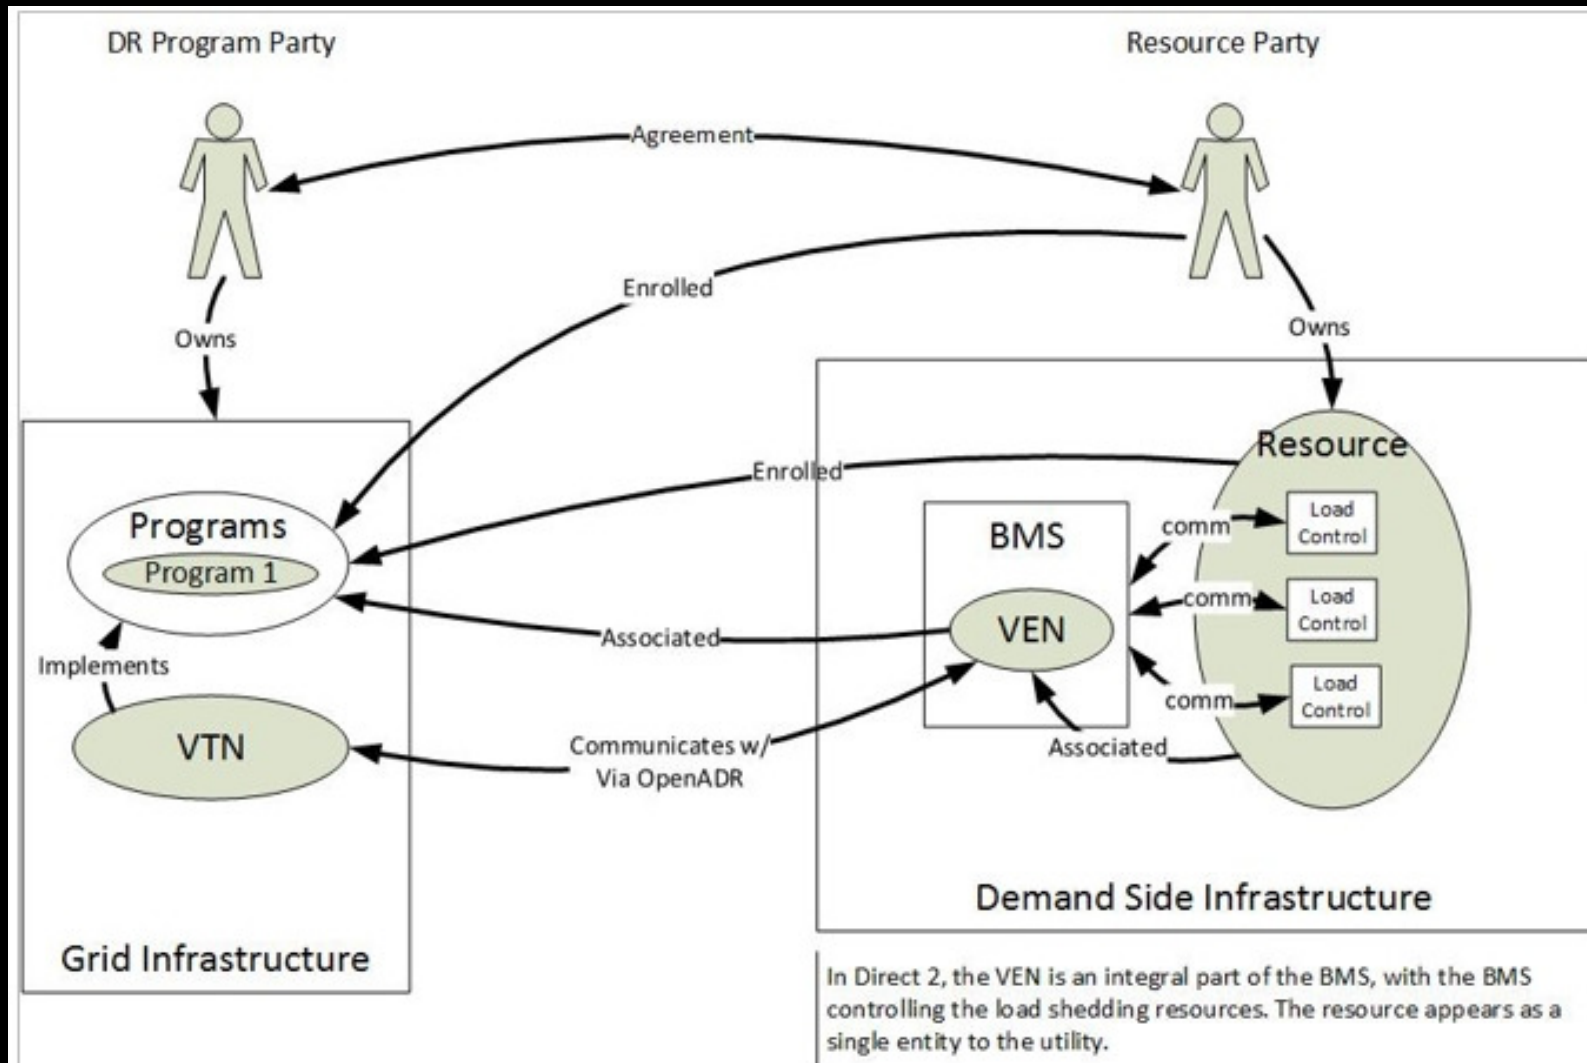 DR Program Party
Resource Party
Agreement
Enrolled
Owns
Owns
Resource
Enrolled
Programs
Program 1
BMS
comm
Load
Control
VEN
comm
Load
Control
Associated
Implements
comm
Load
Control
VTN
Communicates w/
Via OpenADR
Associated
Demand Side Infrastructure
Grid Infrastructure
In Direct 2, the VEN is an integral part of the BMS, with the BMS
controlling the load shedding resources. The resource appears as a
single entity to the utility.